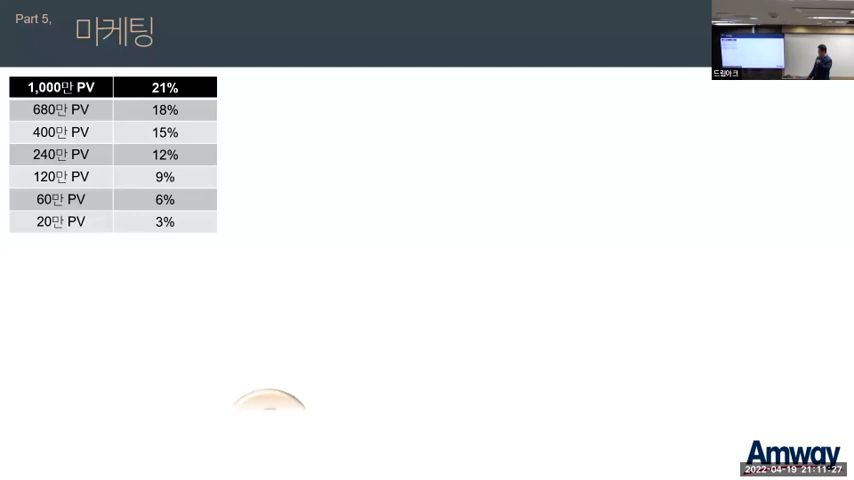 Part 5,
마케팅
드림아크
1,000만 PV 21%
680만 PV 18%
400만 PV 15%
240만 PV 12%
120만 PV 9%
60만 PV 6%
20만 PV 3%
Amway
2022-04-19 21:11:27